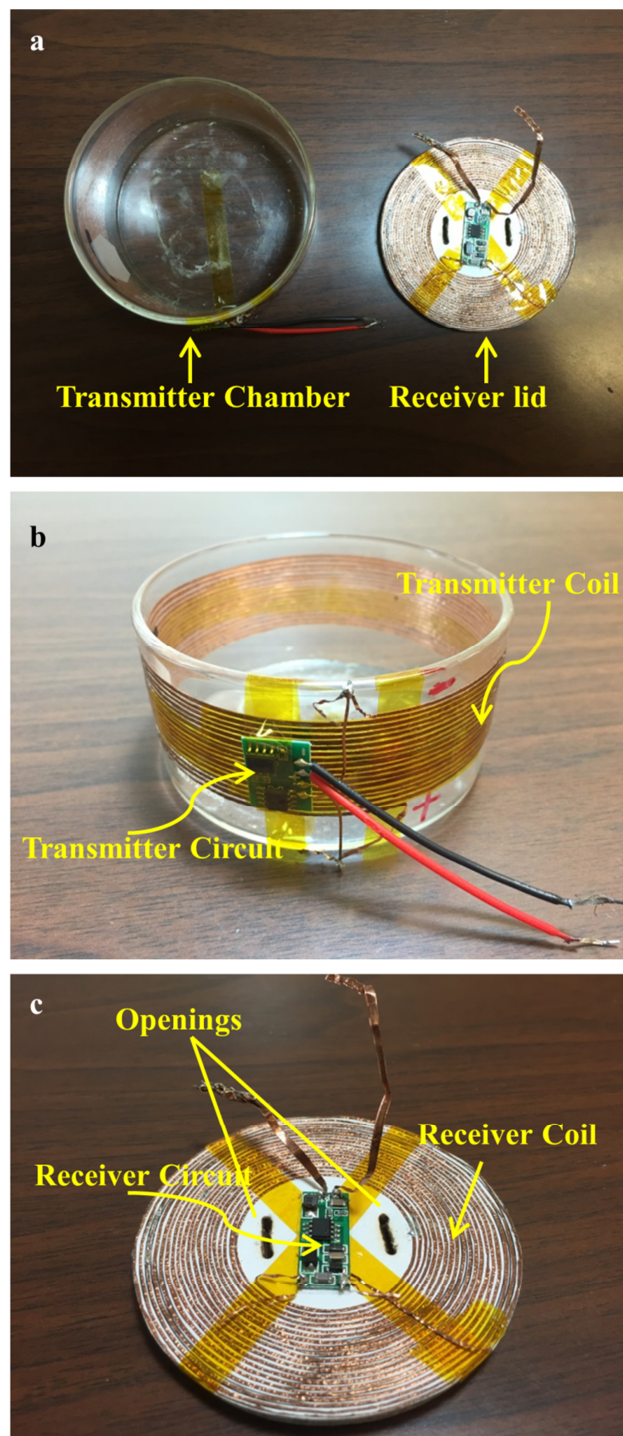 a
Transmitter Chamber
Receiver lid
b
Transmitter Coil
Transmitter Circuit
c
Openings
Receiver Coil
Receiver Circuit
+